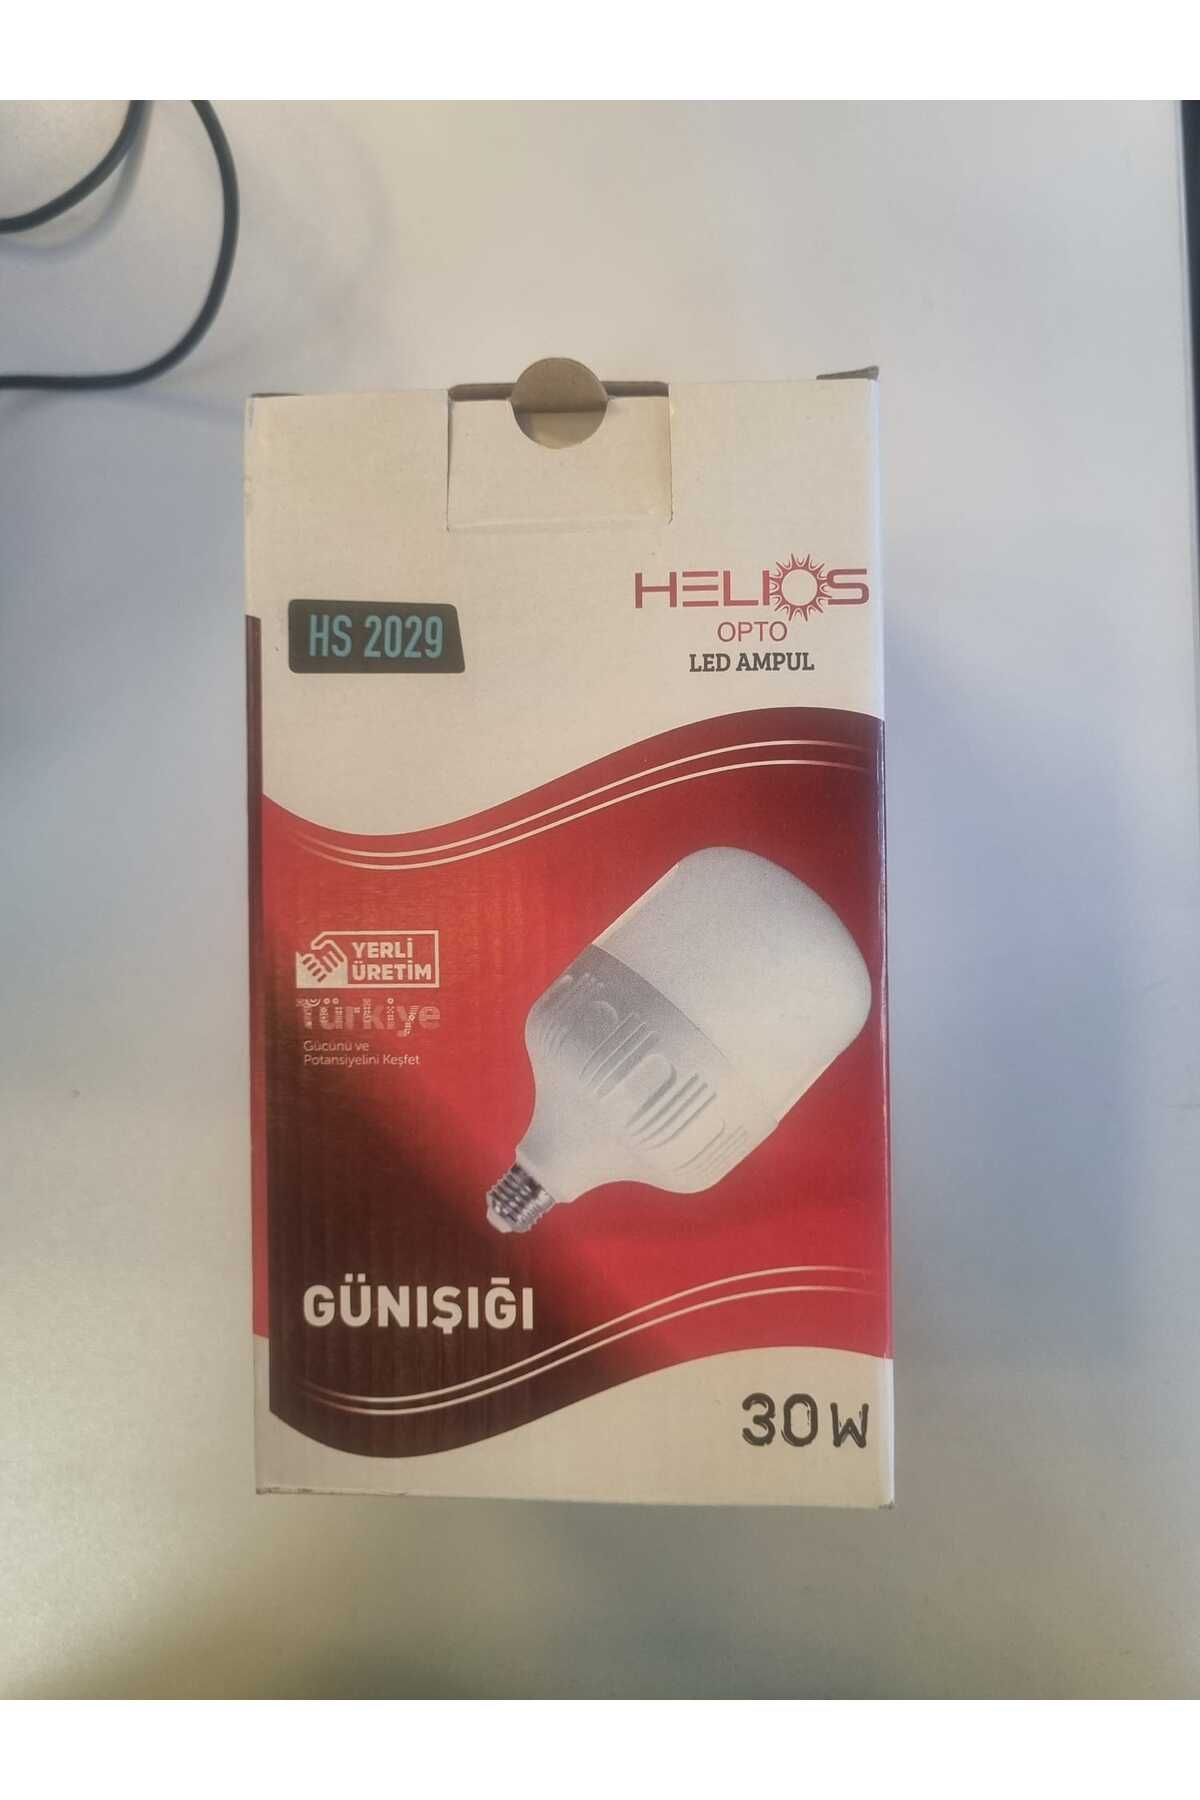 HELIOS
OPTO
LED AMPUL
HS 2029
YERLİ
ÜRETİM
Türkiye
Gücünü ve
Potansiyelini Keşfet
GÜNIŞIĞI
30W